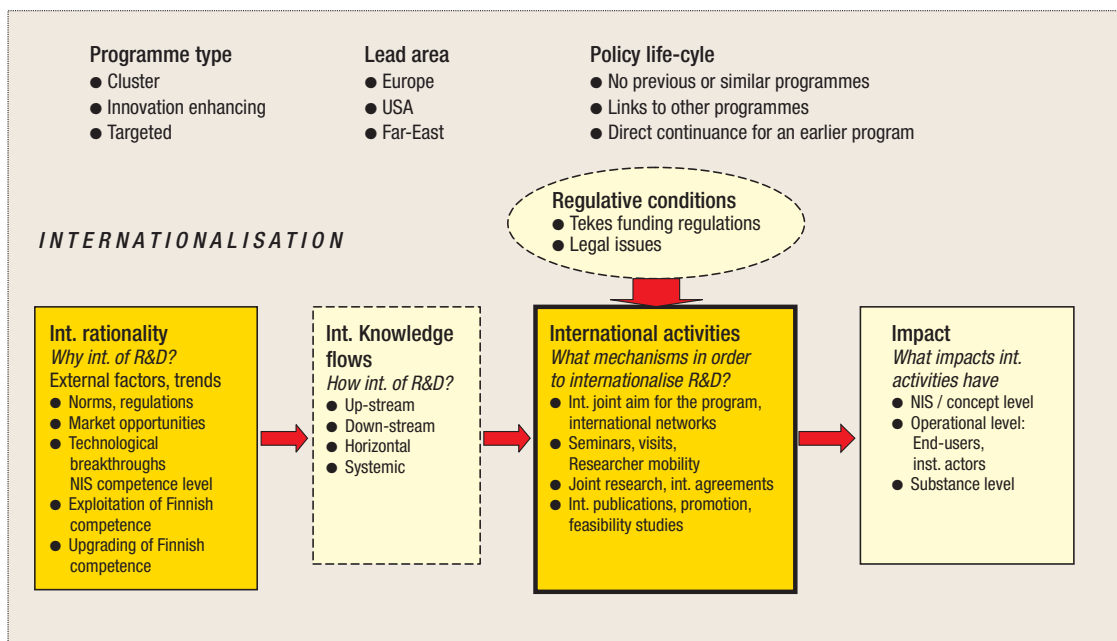 Programme type
● Cluster
● Innovation enhancing
● Targeted
Lead area
● Europe
● USA
● Far-East
Policy life-cyle
● No previous or similar programmes
● Links to other programmes
● Direct continuance for an earlier program
Regulative conditions
● Tekes funding regulations
● Legal issues
INTERNATIONALISATION
Int. rationality
Why int. of R&D?
External factors, trends
● Norms, regulations
● Market opportunities
● Technological
breakthroughs
NIS competence level
● Exploitation of Finnish
competence
● Upgrading of Finnish
competence
Int. Knowledge
flows
How int. of R&D?
● Up-stream
● Down-stream
● Horizontal
● Systemic
International activities
What mechanisms in order
to internationalise R&D?
● Int. joint aim for the program,
international networks
● Seminars, visits,
Researcher mobility
● Joint research, int. agreements
● Int. publications, promotion,
feasibility studies
Impact
What impacts int.
activities have
● NIS / concept level
● Operational level:
End-users,
inst. actors
● Substance level